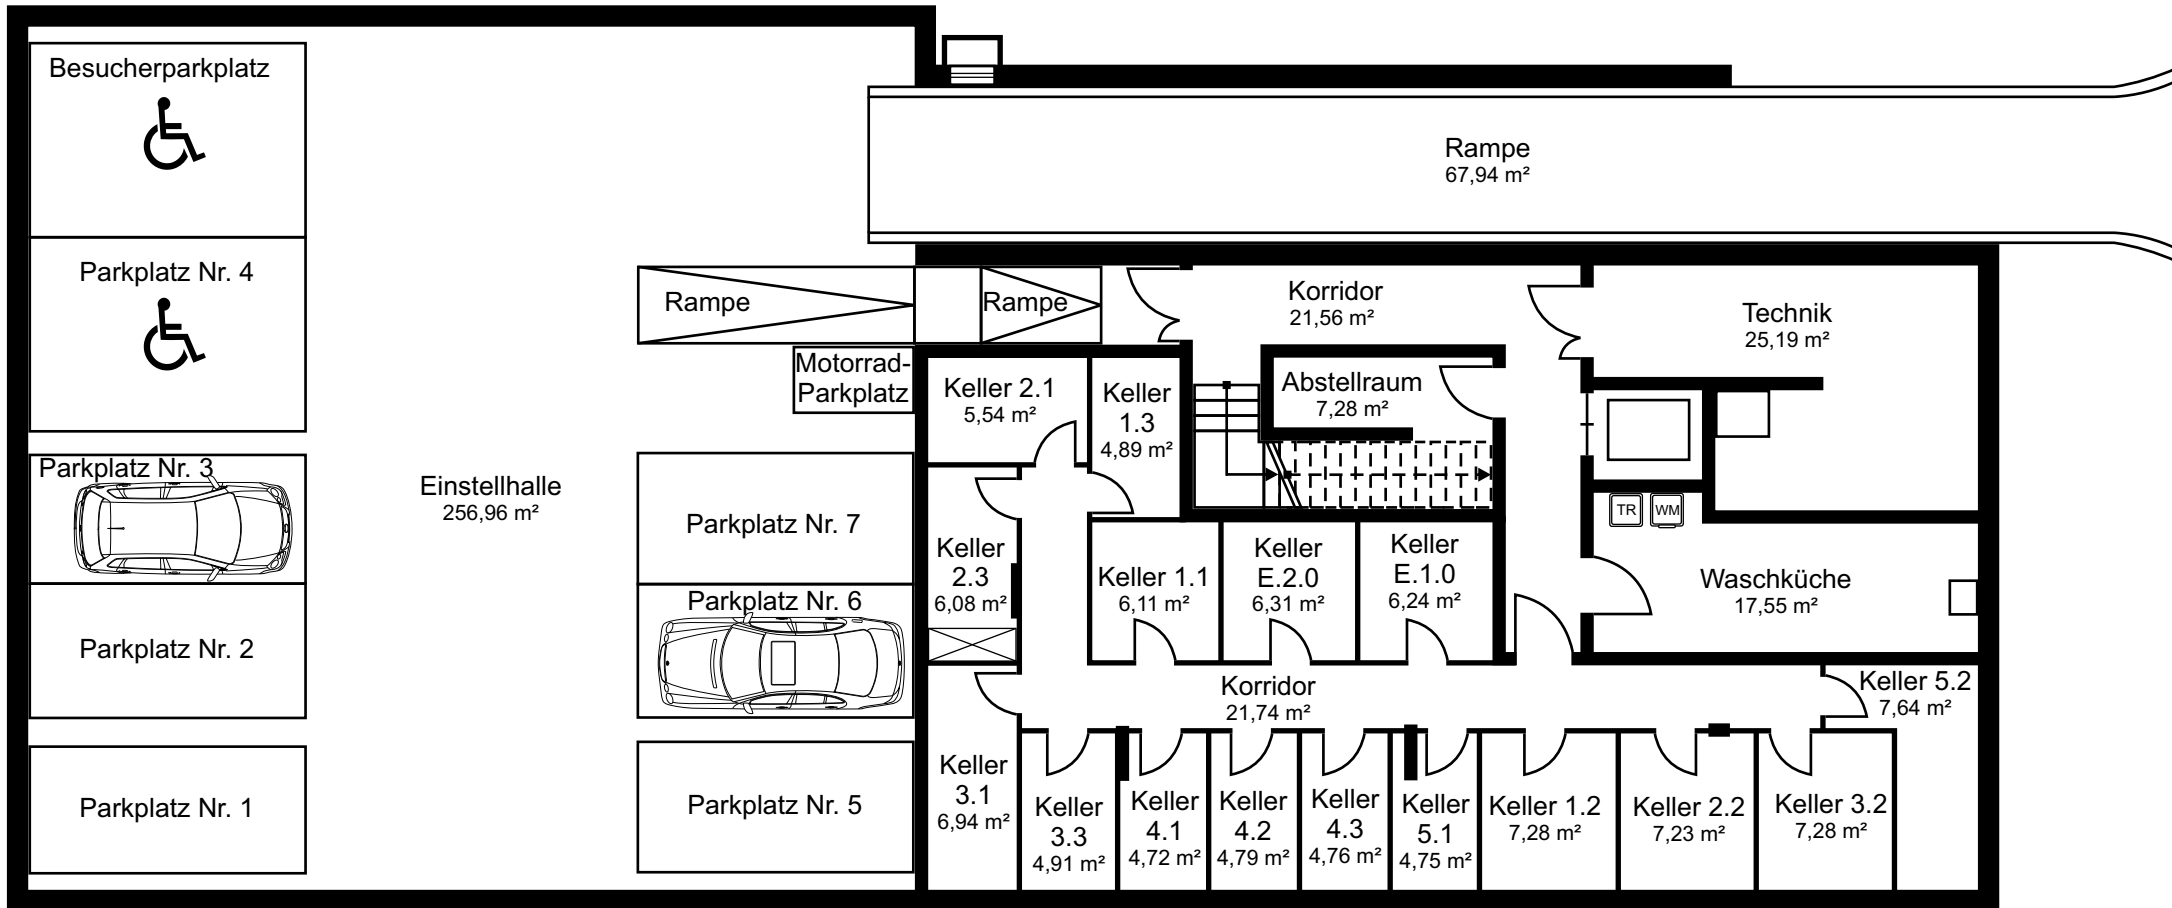 Besucherparkplatz
Parkplatz Nr. 4
Parkplatz Nr. 3
Parkplatz Nr. 2
Parkplatz Nr. 1
Einstellhalle
256,96 m²
Rampe
Rampe
Motorrad-
Parkplatz
Parkplatz Nr. 7
Parkplatz Nr. 6
Parkplatz Nr. 5
Rampe
67,94 m²
Korridor
21,56 m²
Technik
25,19 m²
Keller 2.1
5,54 m²
Keller
1.3
4,89 m²
Abstellraum
7,28 m²
Keller
2.3
6,08 m²
Keller 1.1
6,11 m²
Keller
E.2.0
6,31 m²
Keller
E.1.0
6,24 m²
TR
WM
Waschküche
17,55 m²
Korridor
21,74 m²
Keller 5.2
7,64 m²
Keller
3.1
6,94 m²
Keller
3.3
4,91 m²
Keller
4.1
4,72 m²
Keller
4.2
4,79 m²
Keller
4.3
4,76 m²
Keller
5.1
4,75 m²
Keller 1.2
7,28 m²
Keller 2.2
7,23 m²
Keller 3.2
7,28 m²